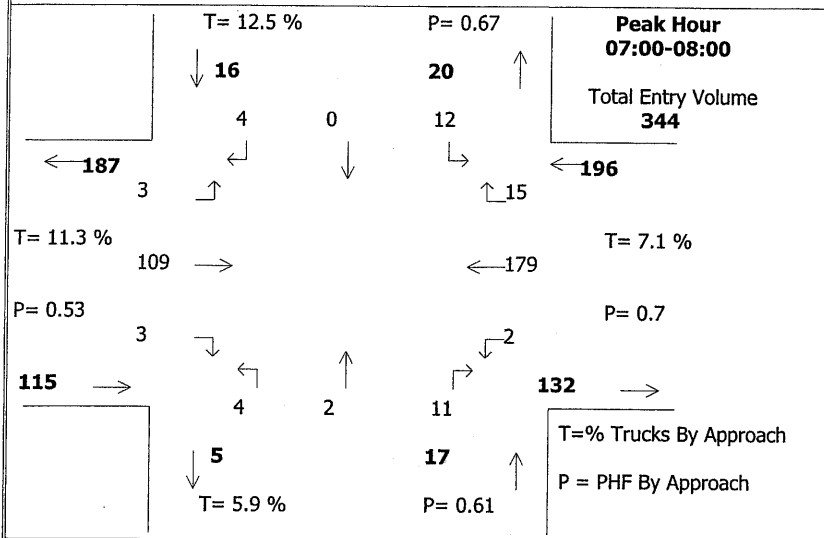 T= 12.5 % P= 0.67 Peak Hour
07:00-08:00
16 20
Total Entry Volume
4 0 12 344
187 196
3 15
T= 11.3 % T= 7.1 %
109 179
P= 0.53 P= 0.7
3 2
115 132
4 2 11
T=% Trucks By Approach
5 17
P = PHF By Approach
T= 5.9 % P= 0.61